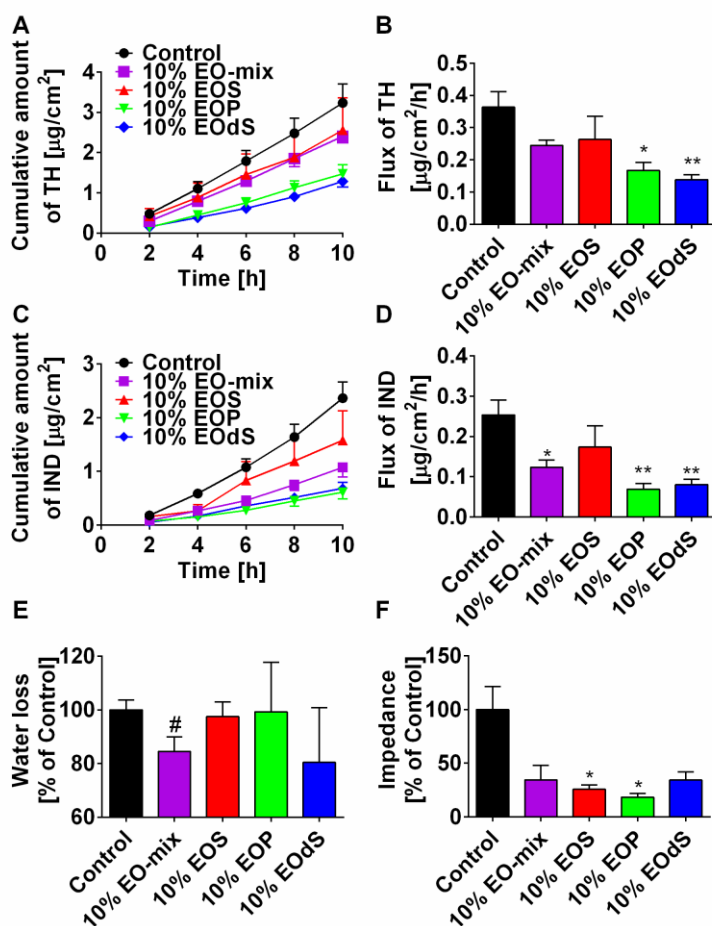 A
Cumulative amount
of TH [µg/cm²]
4
3
2
1
0
Control
10% EO-mix
10% EOS
10% EOP
10% EOdS
0 2 4 6 8 10
Time [h]
B
Flux of TH
[µg/cm²/h]
0.5
0.4
0.3
0.2
0.1
0.0
* **
Control 10% EO-mix 10% EOS 10% EOP 10% EOdS
C
Cumulative amount
of IND [µg/cm²]
3
2
1
0
Control
10% EO-mix
10% EOS
10% EOP
10% EOdS
0 2 4 6 8 10
Time [h]
D
Flux of IND
[µg/cm²/h]
0.4
0.3
0.2
0.1
0.0
* ** **
Control 10% EO-mix 10% EOS 10% EOP 10% EOdS
E
Water loss
[% of Control]
120
100
80
60
#
Control 10% EO-mix 10% EOS 10% EOP 10% EOdS
F
Impedance
[% of Control]
150
100
50
0
* *
Control 10% EO-mix 10% EOS 10% EOP 10% EOdS